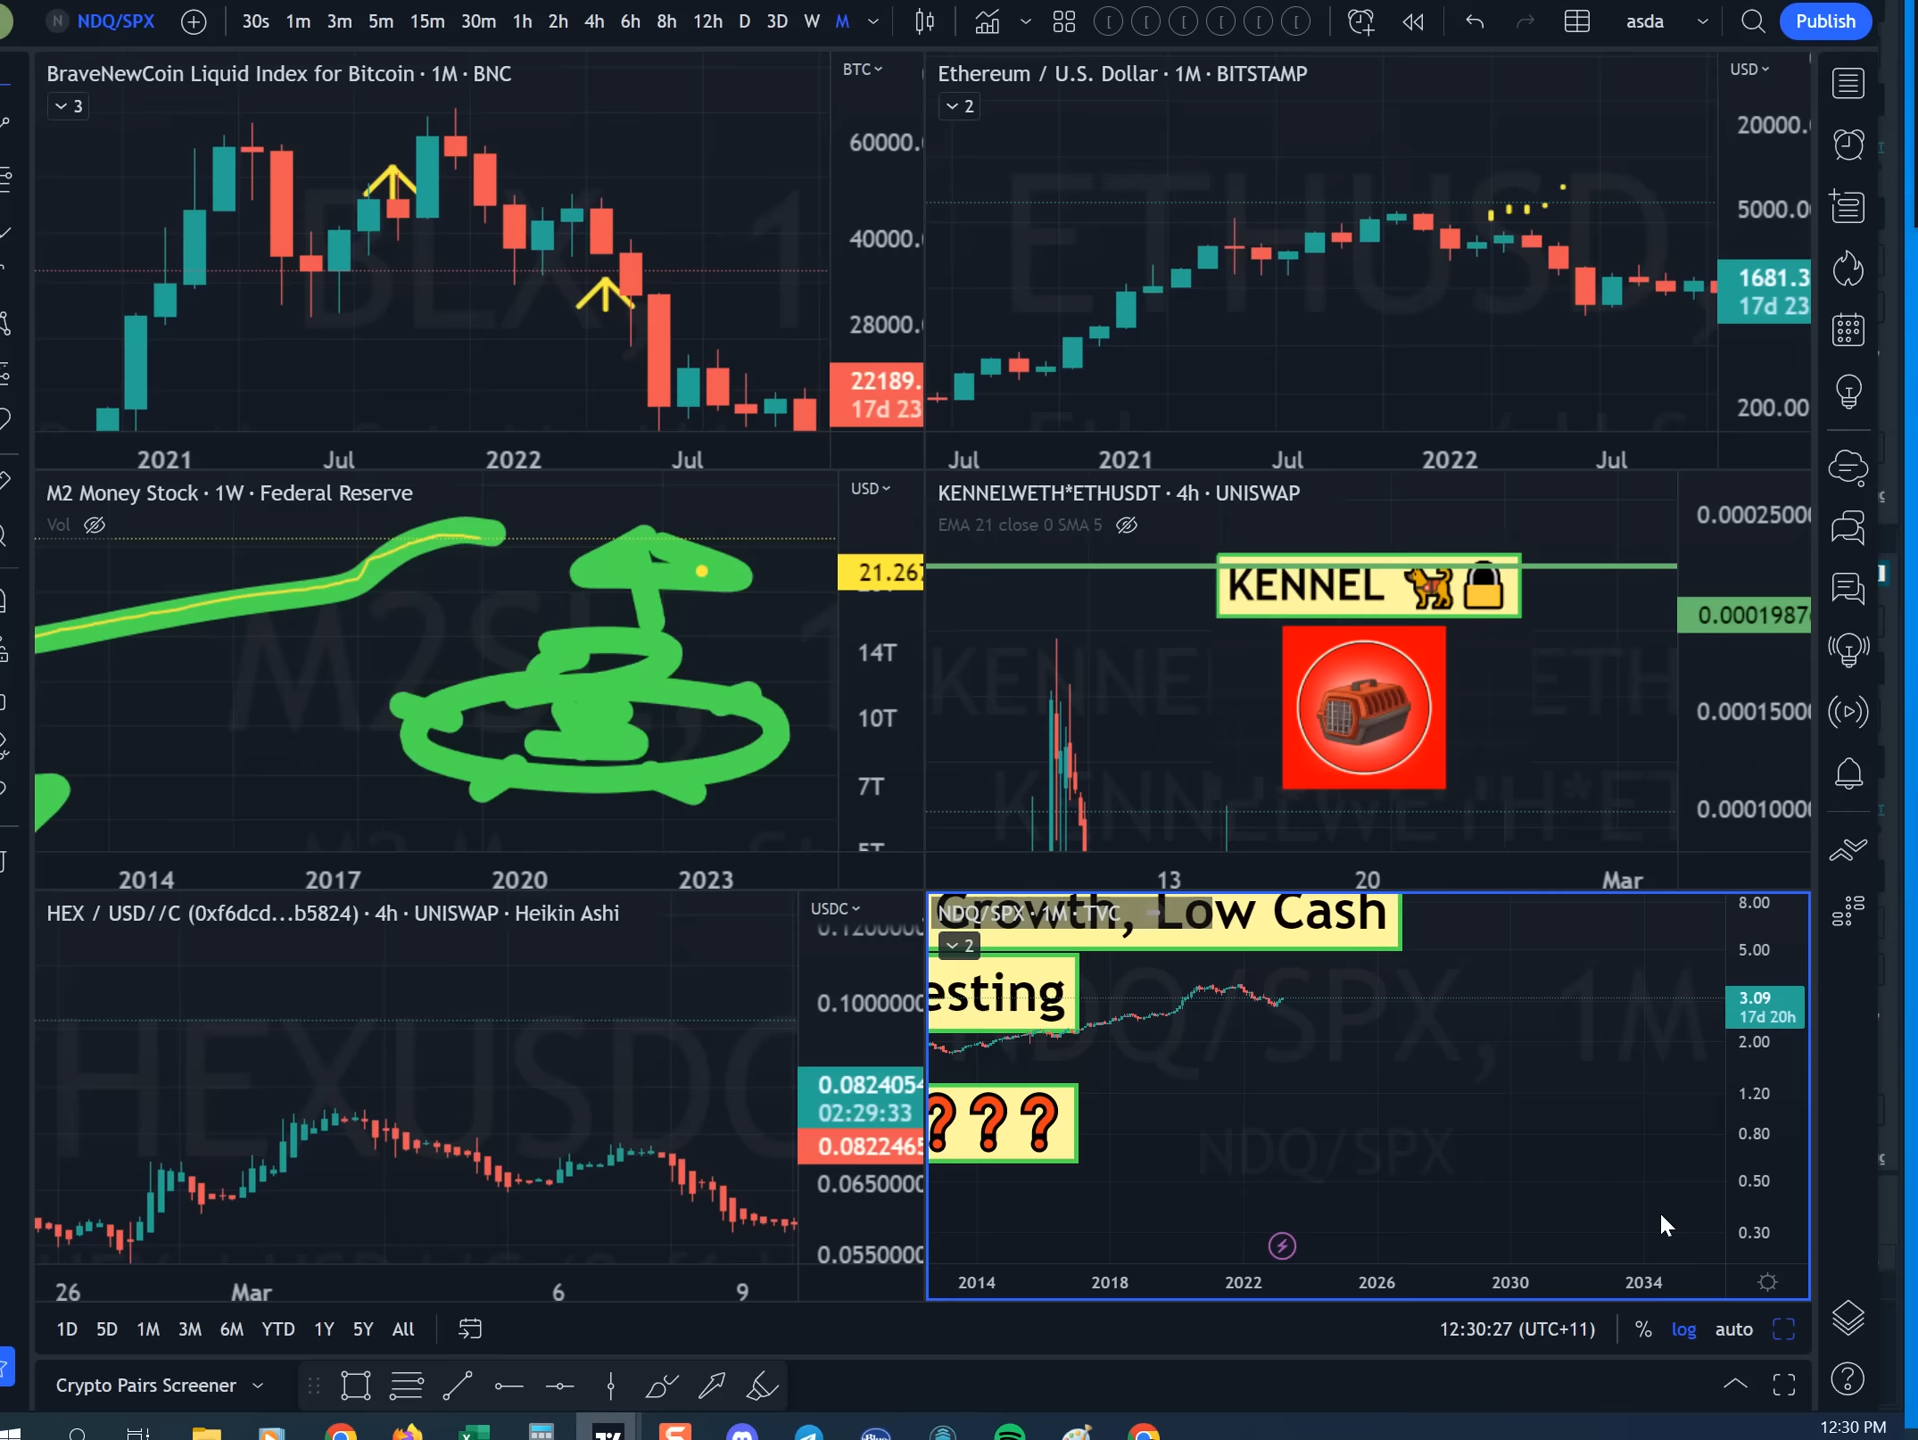 NDQ/SPX 30s 1m 3m 5m 15m 30m 1h 2h 4h 6h 8h 12h D 3D W M asda Publish
BraveNewCoin Liquid Index for Bitcoin · 1M · BNC
BTC
3
60000.
40000.
28000.
22189.
17d 23
2021 Jul 2022 Jul
Ethereum / U.S. Dollar · 1M · BITSTAMP
USD
2
20000.
5000.0
1681.3
17d 23
200.00
Jul 2021 Jul 2022 Jul
M2 Money Stock · 1W · Federal Reserve
USD
Vol
21.267
14T
10T
7T
5T
2014 2017 2020 2023
KENNELWETH*ETHUSDT · 4h · UNISWAP
EMA 21 close 0 SMA 5
KENNEL
0.0002500
0.0001987
0.0001500
0.0001000
13 20 Mar
HEX / USD//C (0xf6dcd...b5824) · 4h · UNISWAP · Heikin Ashi
USDC
0.1200000
0.1000000
0.0824054
02:29:33
0.0822465
0.0650000
0.0550000
26 Mar 6 9
Growth, Low Cash
NDQ/SPX · 1M · TVC
2
esting
???
8.00
5.00
3.09
17d 20h
2.00
1.20
0.80
0.50
0.30
2014 2018 2022 2026 2030 2034
1D 5D 1M 3M 6M YTD 1Y 5Y All
12:30:27 (UTC+11) % log auto
Crypto Pairs Screener
12:30 PM